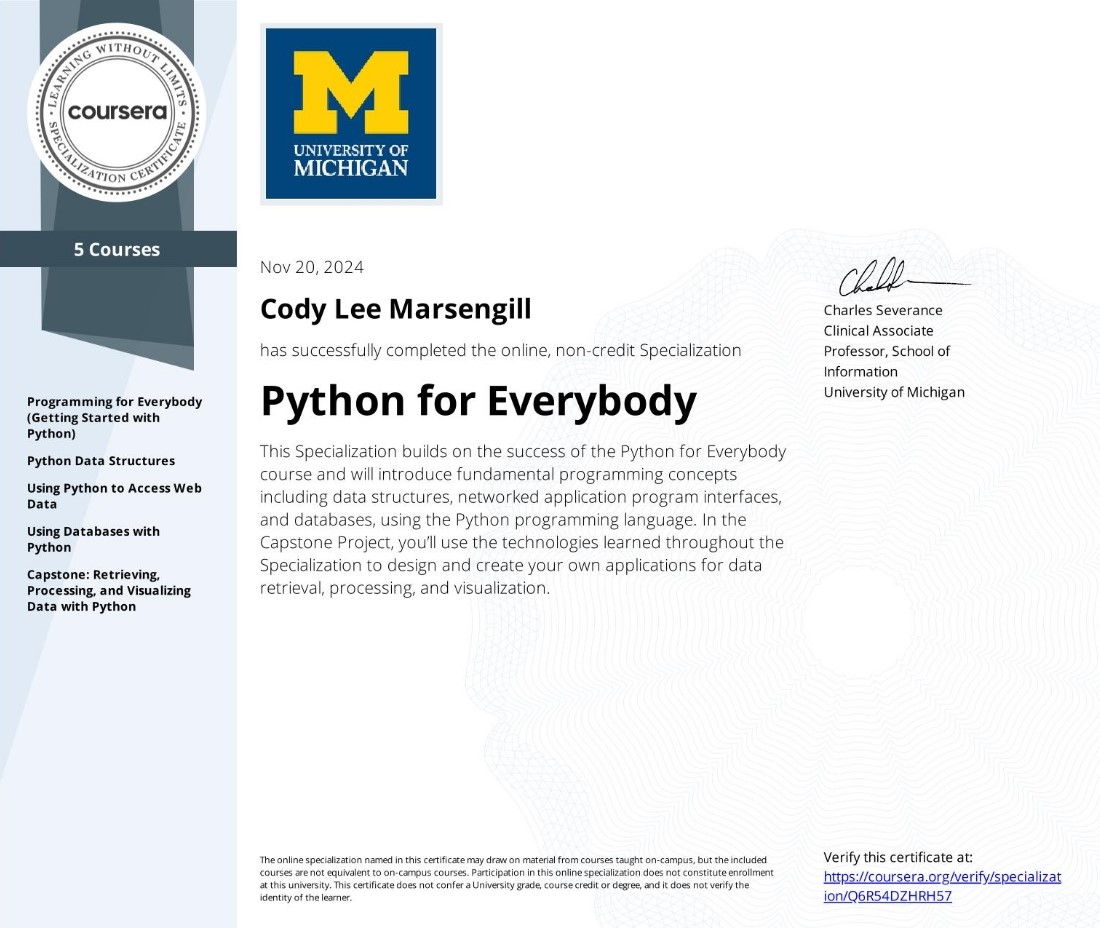 LEARNING WITHOUT LIMITS
coursera
SPECIALIZATION CERTIFICATE
5 Courses
Programming for Everybody
(Getting Started with
Python)
Python Data Structures
Using Python to Access Web
Data
Using Databases with
Python
Capstone: Retrieving,
Processing, and Visualizing
Data with Python
M
UNIVERSITY OF
MICHIGAN
Nov 20, 2024
Cody Lee Marsengill
has successfully completed the online, non-credit Specialization
Python for Everybody
This Specialization builds on the success of the Python for Everybody
course and will introduce fundamental programming concepts
including data structures, networked application program interfaces,
and databases, using the Python programming language. In the
Capstone Project, you’ll use the technologies learned throughout the
Specialization to design and create your own applications for data
retrieval, processing, and visualization.
Charles Severance
Clinical Associate
Professor, School of
Information
University of Michigan
The online specialization named in this certificate may draw on material from courses taught on-campus, but the included
courses are not equivalent to on-campus courses. Participation in this online specialization does not constitute enrollment
at this university. This certificate does not confer a University grade, course credit or degree, and it does not verify the
identity of the learner.
Verify this certificate at:
https://coursera.org/verify/specializat
ion/Q6R54DZHRH57